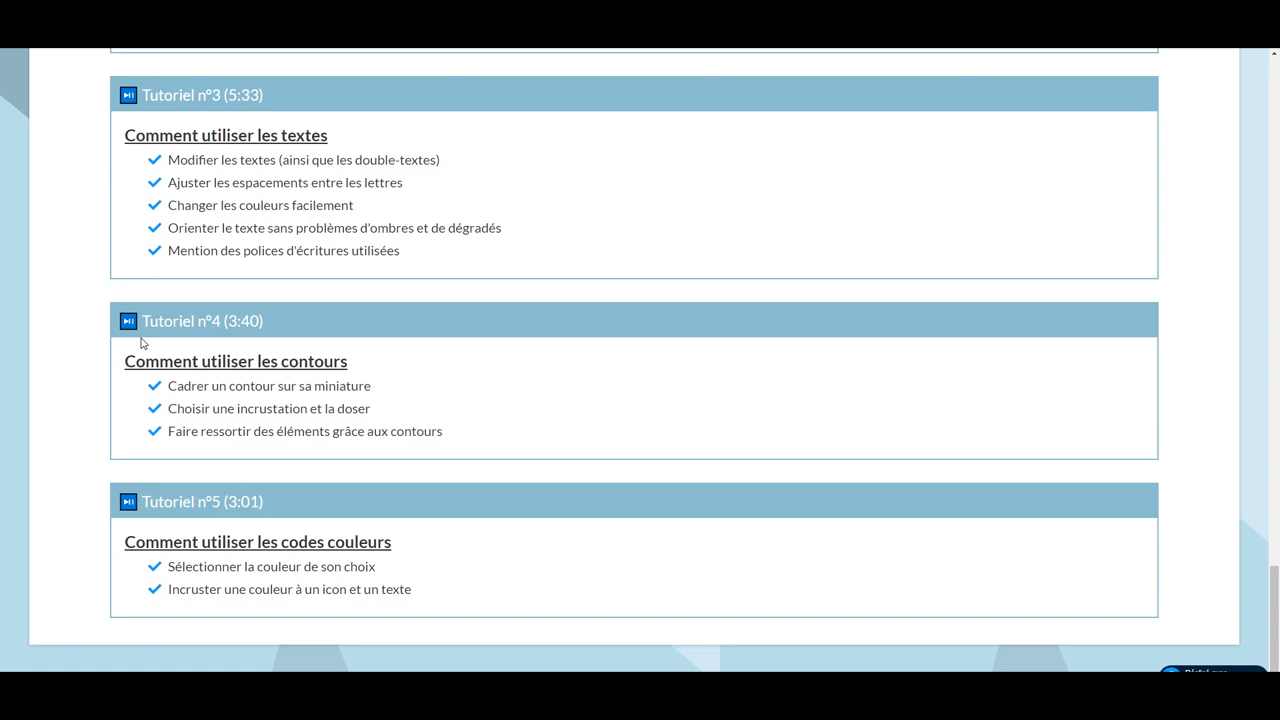 Tutoriel n°3 (5:33)
Comment utiliser les textes
Modifier les textes (ainsi que les double-textes)
Ajuster les espacements entre les lettres
Changer les couleurs facilement
Orienter le texte sans problèmes d'ombres et de dégradés
Mention des polices d'écritures utilisées
Tutoriel n°4 (3:40)
Comment utiliser les contours
Cadrer un contour sur sa miniature
Choisir une incrustation et la doser
Faire ressortir des éléments grâce aux contours
Tutoriel n°5 (3:01)
Comment utiliser les codes couleurs
Sélectionner la couleur de son choix
Incruster une couleur à un icon et un texte